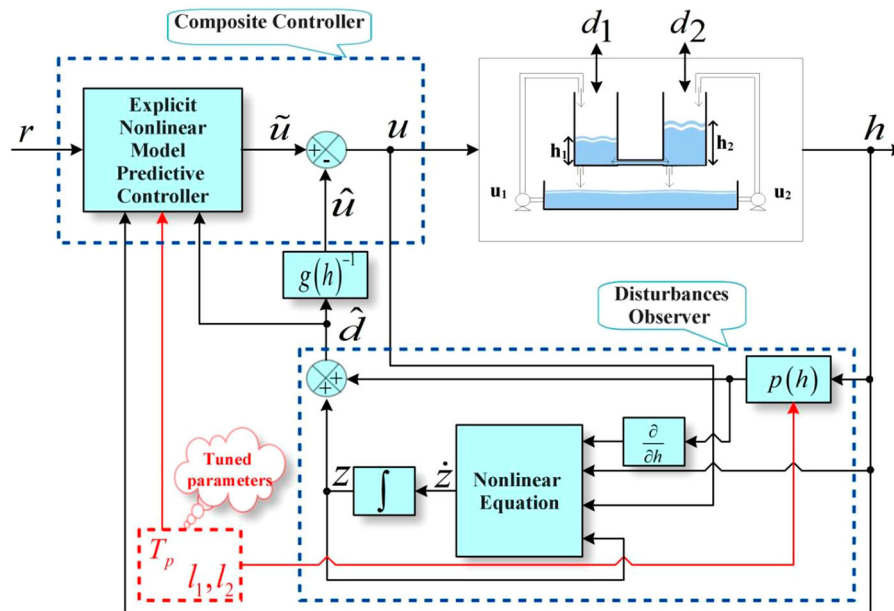 Composite Controller
d₁ d₂
r
Explicit
Nonlinear
Model
Predictive
Controller
ũ
+
-
u
h₁
h₂
u₁
u₂
h
û
g(h)⁻¹
d̂
Disturbances
Observer
+
+
p(h)
∂
∂h
Tuned
parameters
z
∫
ż
Nonlinear
Equation
Tₚ
l₁,l₂